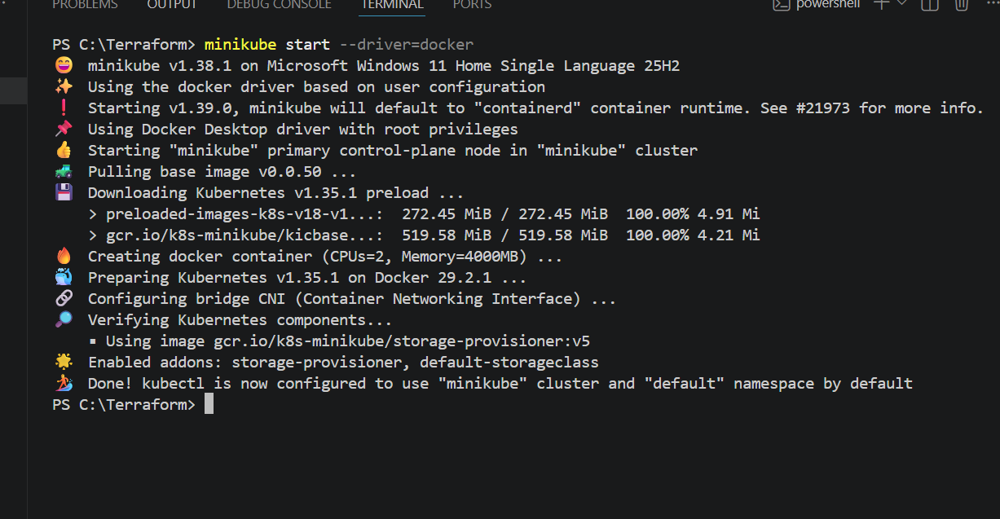 PROBLEMS OUTPUT DEBUG CONSOLE TERMINAL PORTS powershell
PS C:\Terraform> minikube start --driver=docker
😄 minikube v1.38.1 on Microsoft Windows 11 Home Single Language 25H2
✨ Using the docker driver based on user configuration
❗ Starting v1.39.0, minikube will default to "containerd" container runtime. See #21973 for more info.
📌 Using Docker Desktop driver with root privileges
👍 Starting "minikube" primary control-plane node in "minikube" cluster
🚜 Pulling base image v0.0.50 ...
💾 Downloading Kubernetes v1.35.1 preload ...
> preloaded-images-k8s-v18-v1...: 272.45 MiB / 272.45 MiB 100.00% 4.91 Mi
> gcr.io/k8s-minikube/kicbase...: 519.58 MiB / 519.58 MiB 100.00% 4.21 Mi
🔥 Creating docker container (CPUs=2, Memory=4000MB) ...
🐳 Preparing Kubernetes v1.35.1 on Docker 29.2.1 ...
🔗 Configuring bridge CNI (Container Networking Interface) ...
🔎 Verifying Kubernetes components...
▪ Using image gcr.io/k8s-minikube/storage-provisioner:v5
🌟 Enabled addons: storage-provisioner, default-storageclass
🏄 Done! kubectl is now configured to use "minikube" cluster and "default" namespace by default
PS C:\Terraform>